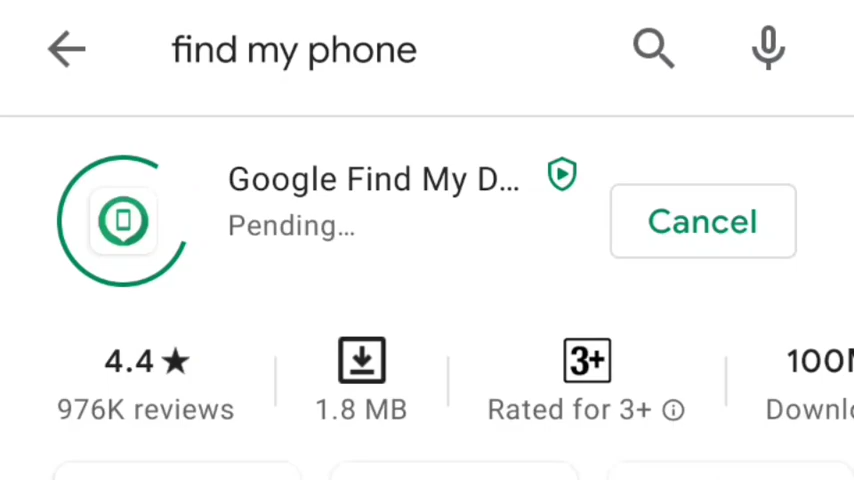 find my phone
Google Find My D...
Pending...
Cancel
4.4 ★
976K reviews
1.8 MB
3+
Rated for 3+
100M
Downlo